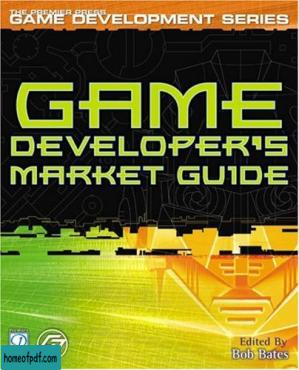 THE PREMIER PRESS
GAME DEVELOPMENT SERIES
GAME
DEVELOPER'S
MARKET GUIDE
Edited By
Bob Bates
homeofpdf.com